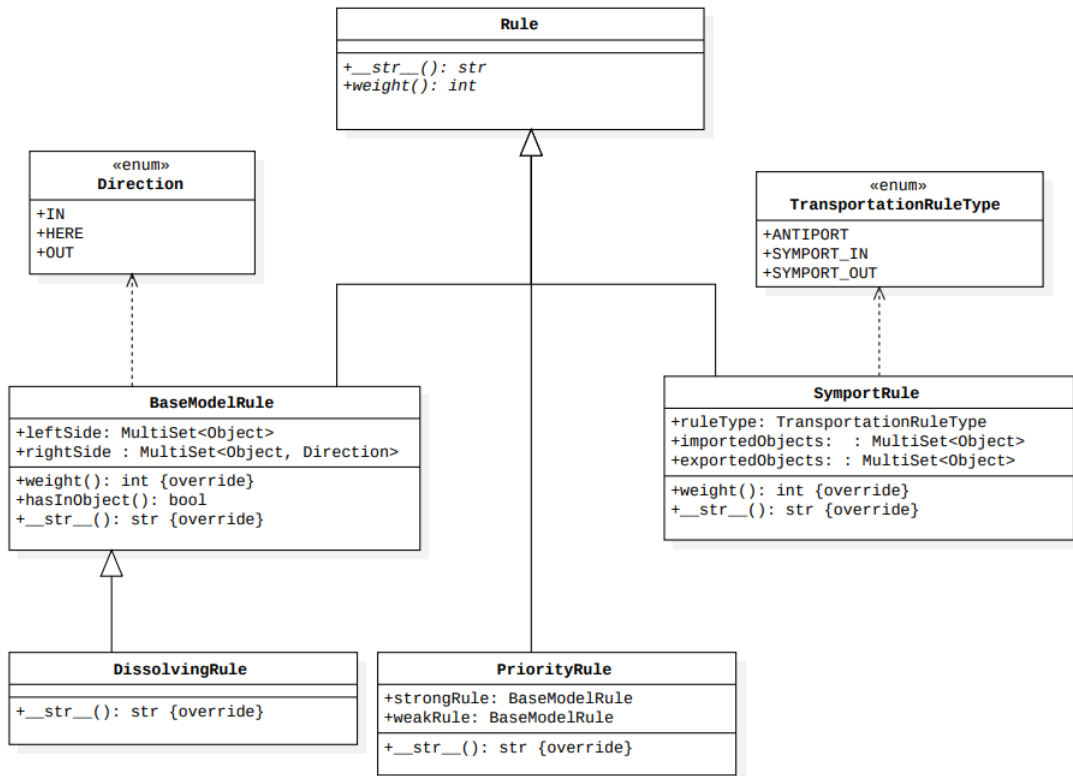 Rule
+__str__(): str
+weight(): int
«enum»
Direction
+IN
+HERE
+OUT
«enum»
TransportationRuleType
+ANTIPORT
+SYMPORT_IN
+SYMPORT_OUT
BaseModelRule
+leftSide: MultiSet<Object>
+rightSide : MultiSet<Object, Direction>
+weight(): int {override}
+hasInObject(): bool
+__str__(): str {override}
SymportRule
+ruleType: TransportationRuleType
+importedObjects:  : MultiSet<Object>
+exportedObjects: : MultiSet<Object>
+weight(): int {override}
+__str__(): str {override}
DissolvingRule
+__str__(): str {override}
PriorityRule
+strongRule: BaseModelRule
+weakRule: BaseModelRule
+__str__(): str {override}